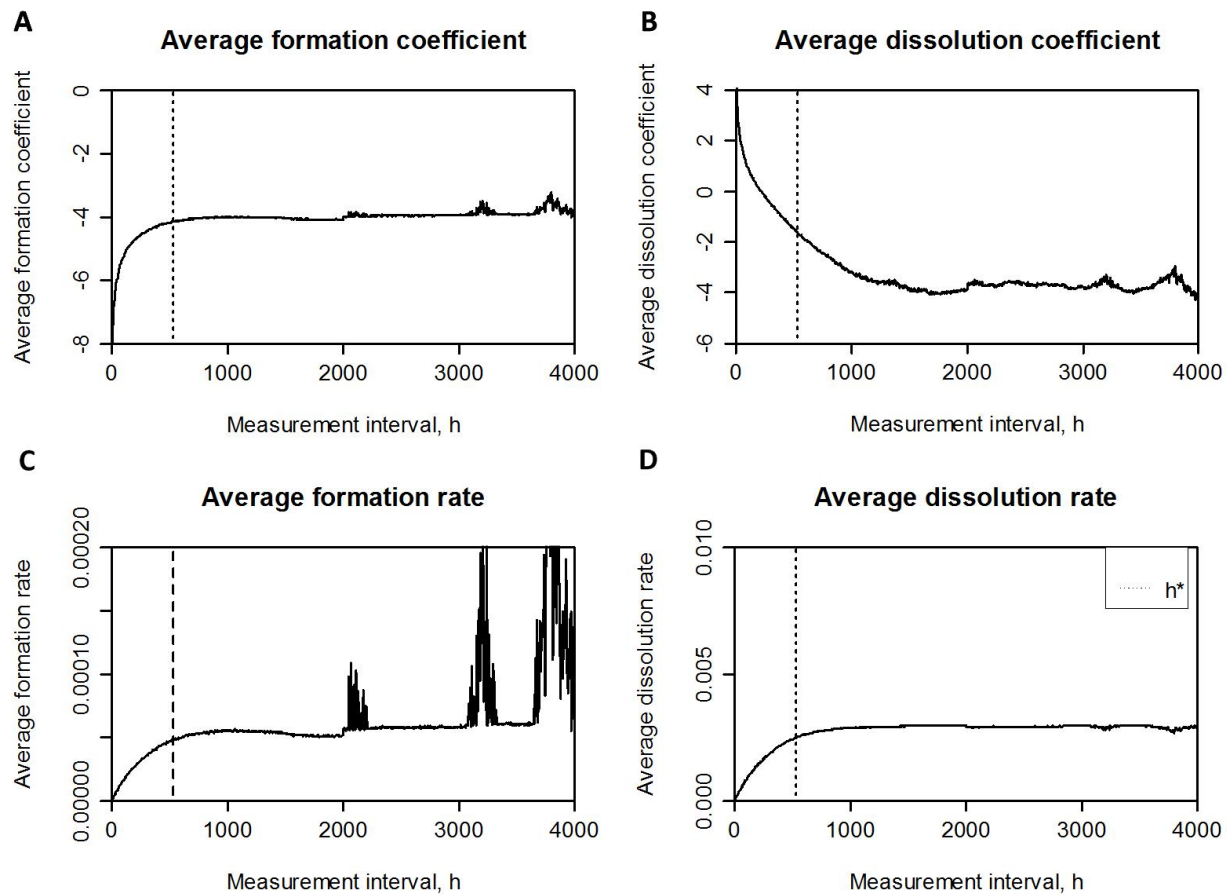 A
Average formation coefficient
Average formation coefficient
0
-2
-4
-6
-8
0 1000 2000 3000 4000
Measurement interval, h
B
Average dissolution coefficient
Average dissolution coefficient
4
2
0
-2
-4
-6
0 1000 2000 3000 4000
Measurement interval, h
C
Average formation rate
Average formation rate
0.00020
0.00010
0.00000
0 1000 2000 3000 4000
Measurement interval, h
D
Average dissolution rate
Average dissolution rate
0.010
0.005
0.000
h*
0 1000 2000 3000 4000
Measurement interval, h